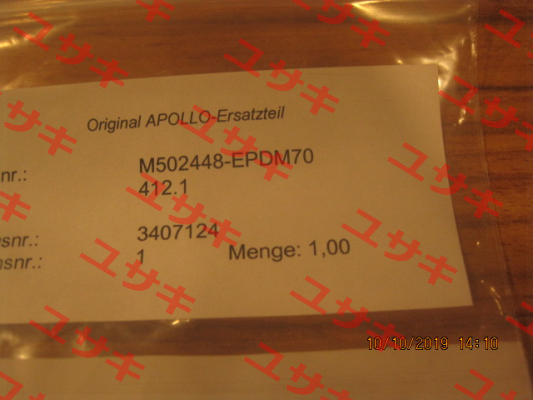 Original APOLLO-Ersatzteil
nr.: M502448-EPDM70
412.1
snr.: 3407124
nsnr.: 1 Menge: 1,00
10/10/2019 14:10
ユサキ